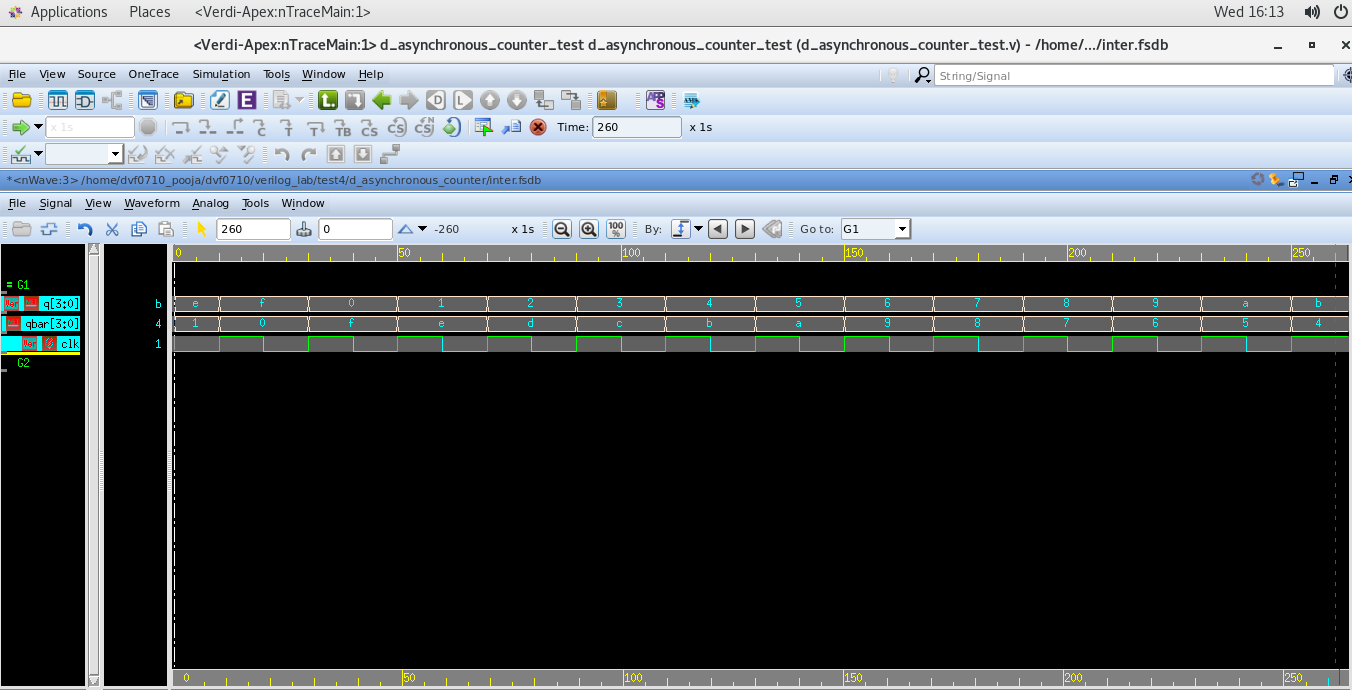 Applications Places <Verdi-Apex:nTraceMain:1> Wed 16:13
<Verdi-Apex:nTraceMain:1> d_asynchronous_counter_test d_asynchronous_counter_test (d_asynchronous_counter_test.v) - /home/.../inter.fsdb
File View Source OneTrace Simulation Tools Window Help String/Signal
x 1s Time: 260 x 1s
*<nWave:3> /home/dvf0710_pooja/dvf0710/verilog_lab/test4/d_asynchronous_counter/inter.fsdb
File Signal View Waveform Analog Tools Window
260 0 -260 x 1s 100 % By: Go to: G1
0 50 100 150 200 250
= G1
q[3:0] b e f 0 1 2 3 4 5 6 7 8 9 a b
qbar[3:0] 4 1 0 f e d c b a 9 8 7 6 5 4
clk 1
G2
0 50 100 150 200 250